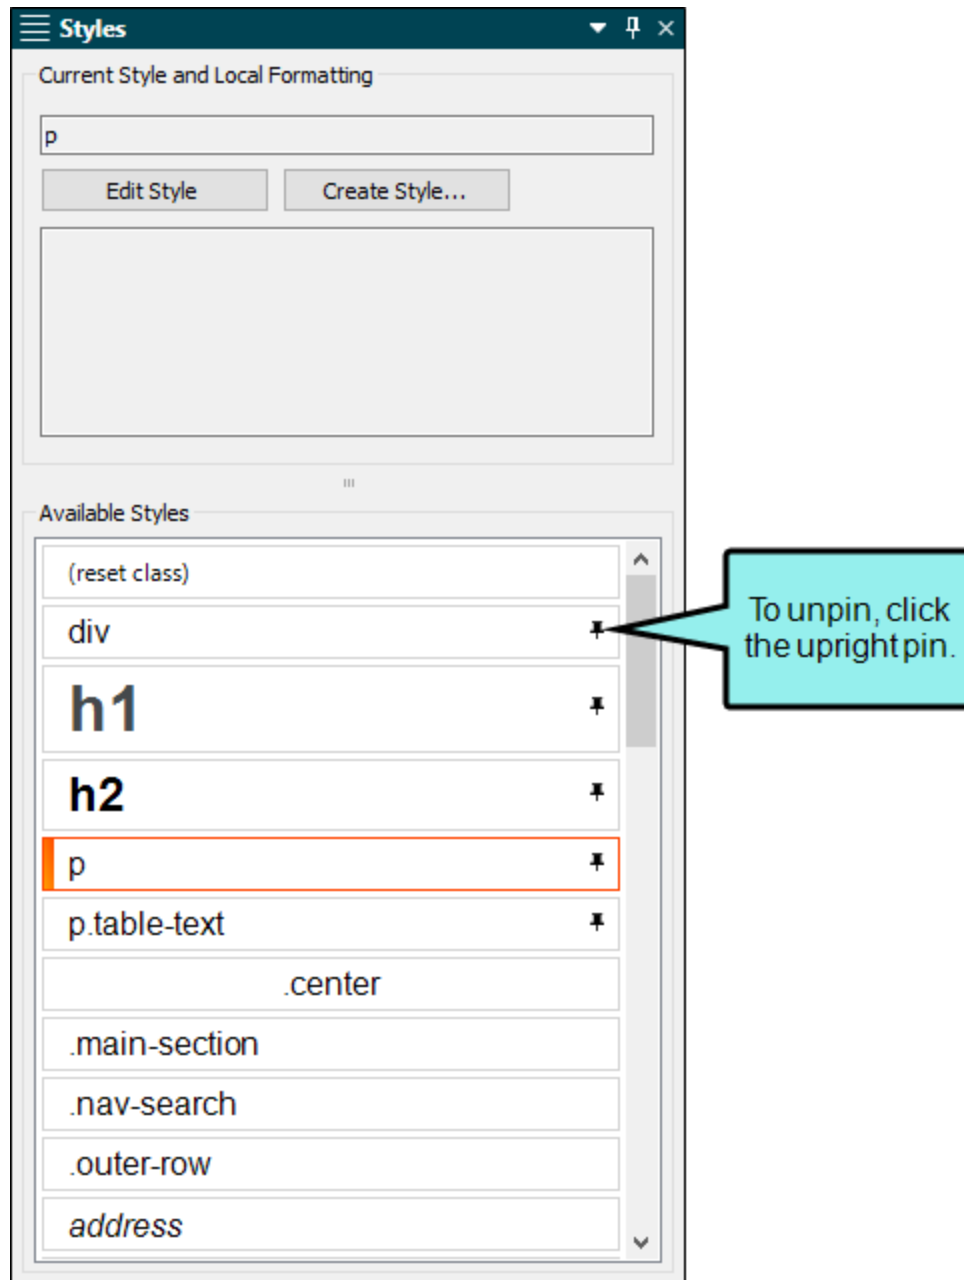 Styles
Current Style and Local Formatting
p
Edit Style
Create Style...
Available Styles
(reset class)
div
To unpin, click
the upright pin.
h1
h2
p
p.table-text
.center
.main-section
.nav-search
.outer-row
address